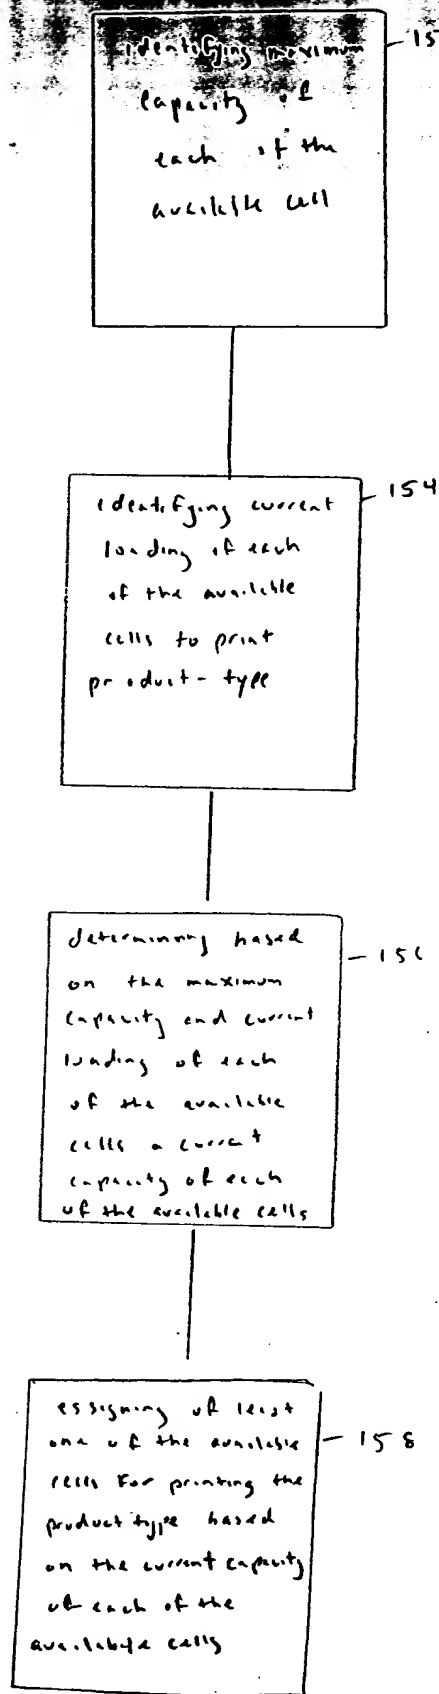 identifying maximum
capacity of
each of the
available cell
15
identifying current
loading of each
of the available
cells to print
product-type
154
determining based
on the maximum
capacity and current
loading of each
of the available
cells a current
capacity of each
of the available cells
156
assigning at least
one of the available
cells for printing the
product type based
on the current capacity
of each of the
available cells
158